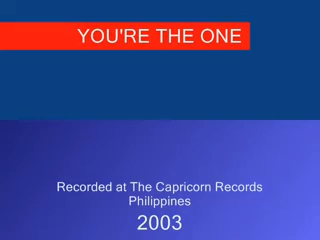 YOU'RE THE ONE
Recorded at The Capricorn Records
Philippines
2003